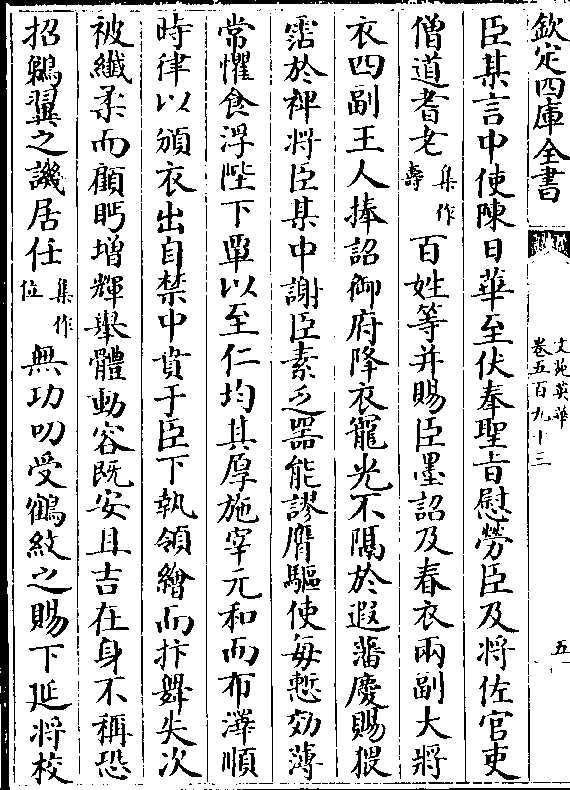 欽定四庫全書
文苑英華
卷五百九十三
五
臣某言中使陳日華至伏奉聖旨慰勞臣及將佐官吏
僧道耆老集作壽百姓等并賜臣墨詔及春衣兩副大將
衣四副王人捧詔御府降衣寵光不隔於遐藩慶賜猥
霑於裨將臣某中謝臣素乏器能謬膺驅使每慙効薄
常懼食浮陛下單以至仁均其厚施宰元和而布澤順
時律以頒衣出自禁中賁于臣下執領繒而抃舞失次
被纖柔而顧眄增輝舉體動容既安且吉在身不稱恐
招鵜翼之譏居任集作位無功叨受鶴紋之賜下延將校